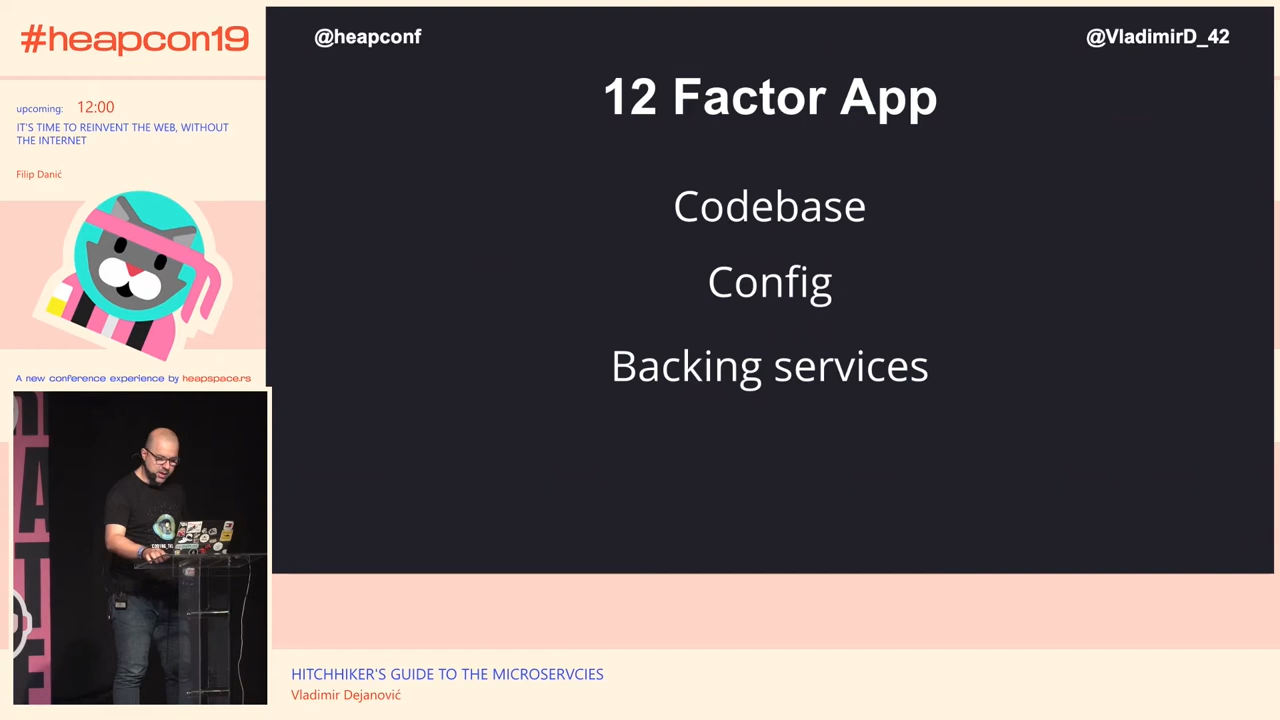 #heapcon19
upcoming: 12:00
IT'S TIME TO REINVENT THE WEB, WITHOUT
THE INTERNET
Filip Danić
A new conference experience by heapspace.rs
@heapconf
@VladimirD_42
12 Factor App
Codebase
Config
Backing services
HITCHHIKER'S GUIDE TO THE MICROSERVCIES
Vladimir Dejanović